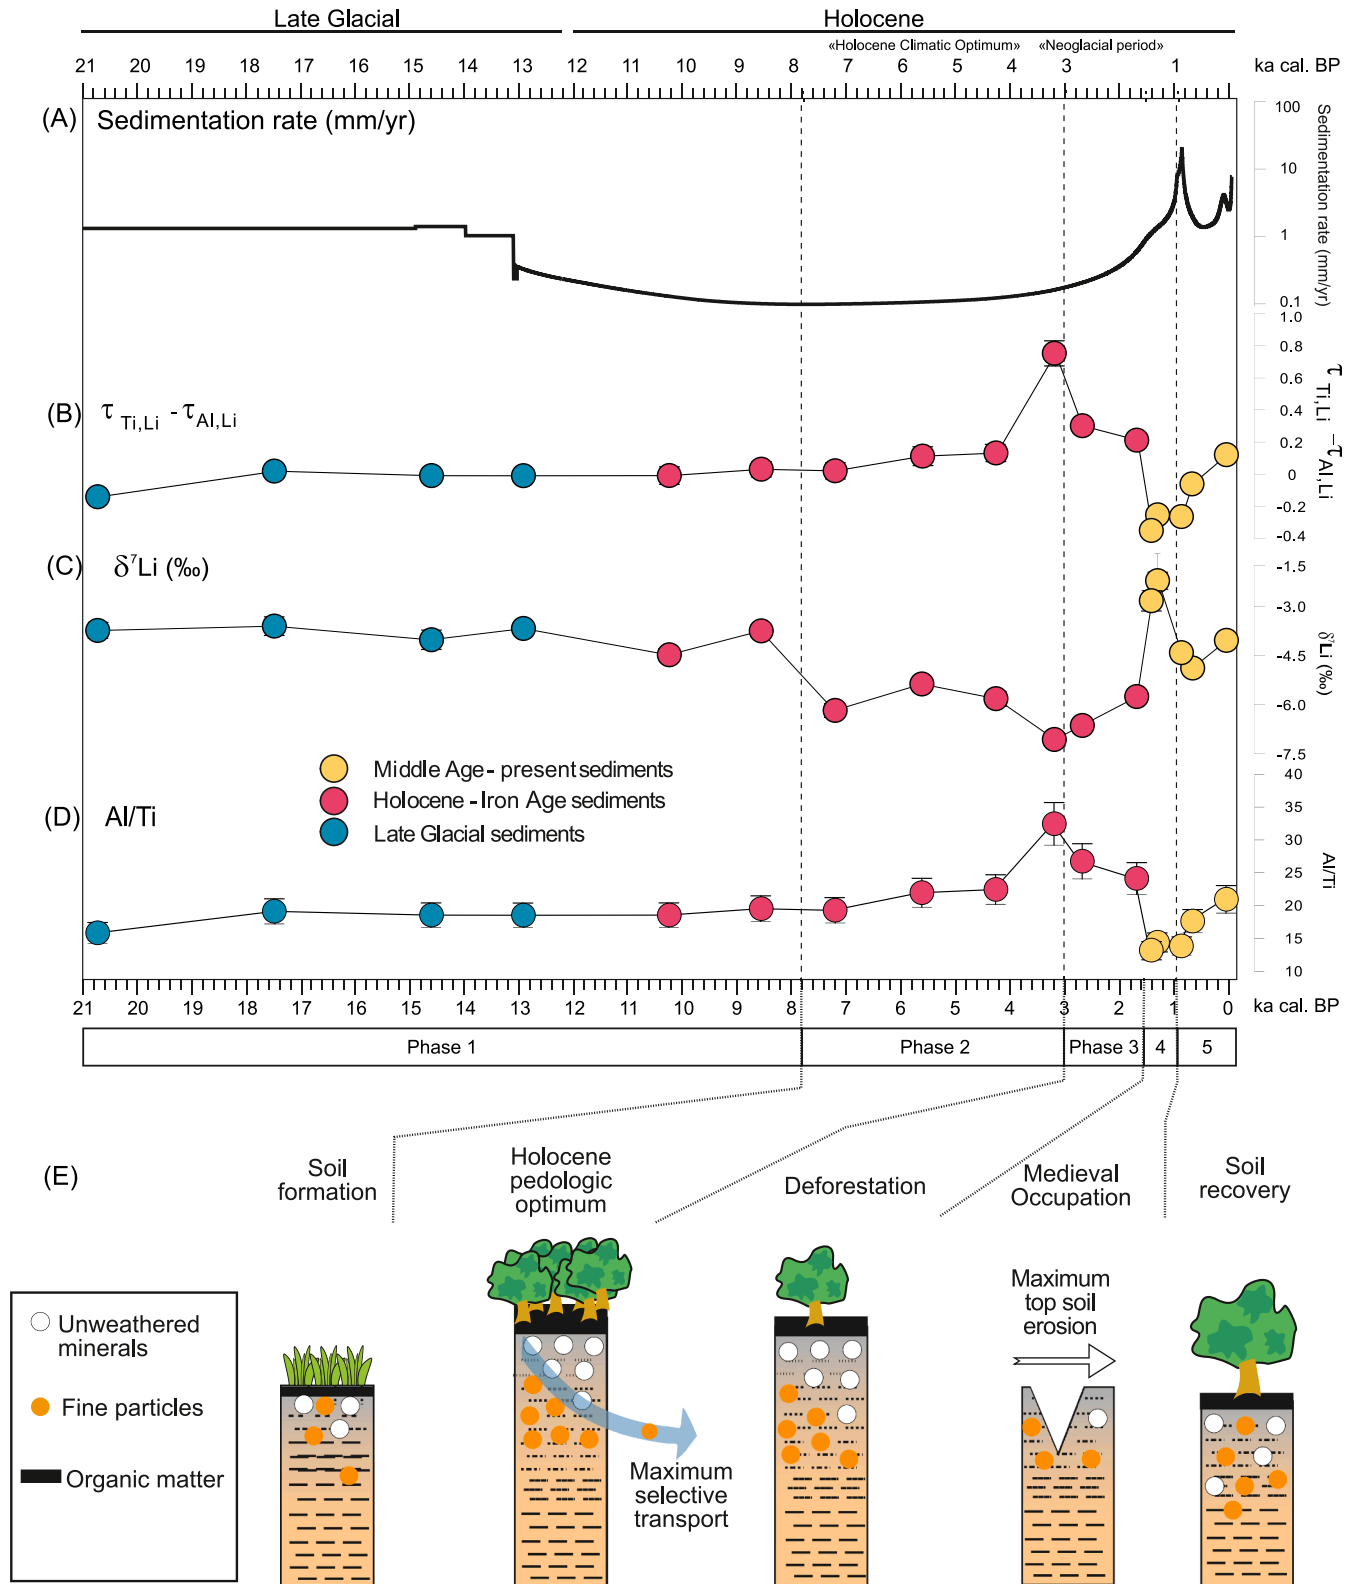 Late Glacial
Holocene
«Holocene Climatic Optimum» «Neoglacial period»
21 20 19 18 17 16 15 14 13 12 11 10 9 8 7 6 5 4 3 1 ka cal. BP
(A) Sedimentation rate (mm/yr)
100
10
1
0.1
Sedimentation rate (mm/yr)
(B) τ Ti,Li - τ Al,Li
1.0
0.8
0.6
0.4
0.2
0
-0.2
-0.4
τ Ti,Li - τ Al,Li
(C) δ⁷Li (‰)
-1.5
-3.0
-4.5
-6.0
-7.5
δ⁷Li (‰)
Middle Age - present sediments
Holocene - Iron Age sediments
Late Glacial sediments
(D) Al/Ti
40
35
30
25
20
15
10
Al/Ti
21 20 19 18 17 16 15 14 13 12 11 10 9 8 7 6 5 4 3 2 1 0 ka cal. BP
Phase 1 Phase 2 Phase 3 4 5
(E)
Soil
formation
Holocene
pedologic
optimum
Deforestation
Medieval
Occupation
Soil
recovery
Unweathered
minerals
Fine particles
Organic matter
Maximum
selective
transport
Maximum
top soil
erosion